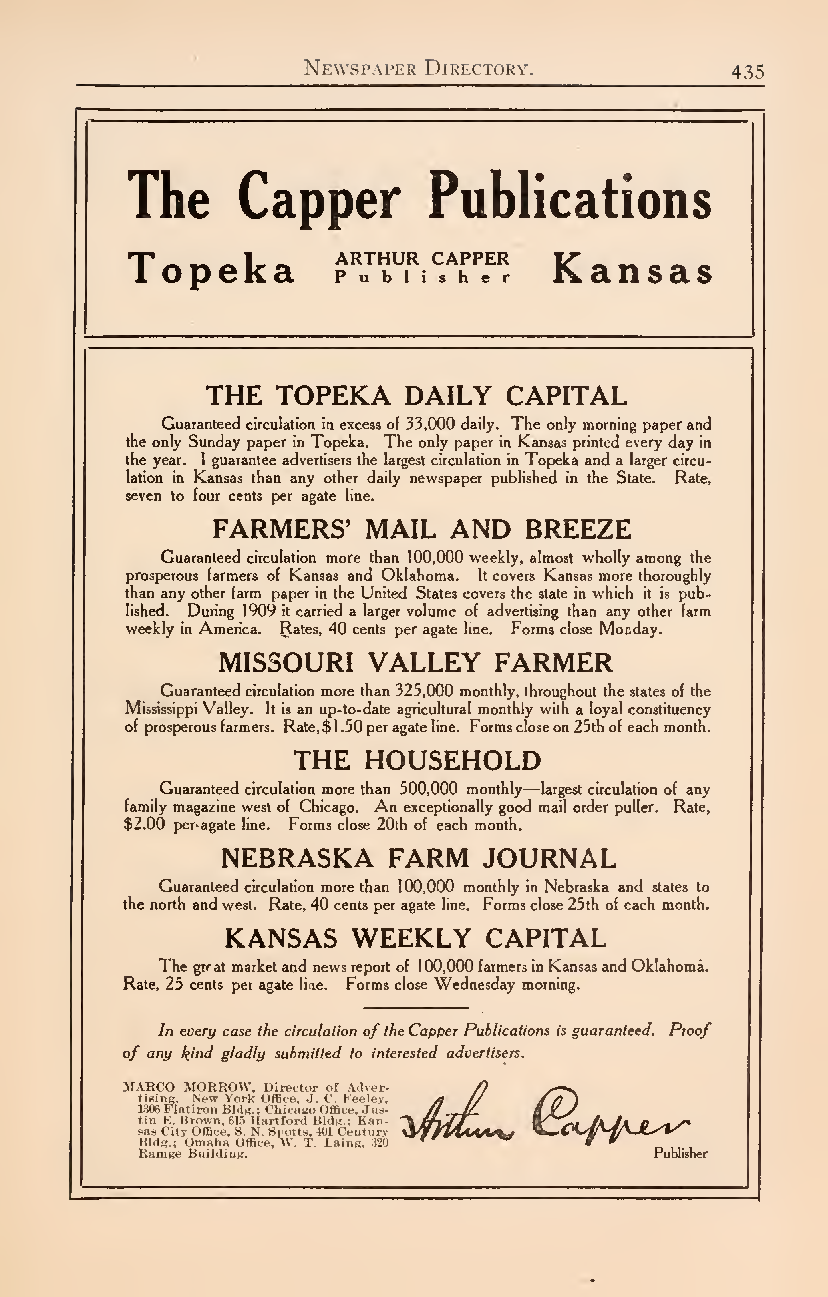 NEWSPAPER DIRECTORY.
435
The Capper Publications
Topeka ARTHUR CAPPER Kansas
Publisher
THE TOPEKA DAILY CAPITAL
Guaranteed circulation in excess of 33,000 daily. The only morning paper and
the only Sunday paper in Topeka. The only paper in Kansas printed every day in
the year. I guarantee advertisers the largest circulation in Topeka and a larger circu-
lation in Kansas than any other daily newspaper published in the State. Rate,
seven to four cents per agate line.
FARMERS' MAIL AND BREEZE
Guaranteed circulation more than 100,000 weekly, almost wholly among the
prosperous farmers of Kansas and Oklahoma. It covers Kansas more thoroughly
than any other farm paper in the United States covers the state in which it is pub-
lished. During 1909 it carried a larger volume of advertising than any other farm
weekly in America. Rates, 40 cents per agate line. Forms close Monday.
MISSOURI VALLEY FARMER
Guaranteed circulation more than 325,000 monthly, throughout the states of the
Mississippi Valley. It is an up-to-date agricultural monthly with a loyal constituency
of prosperous farmers. Rate, $1.50 per agate line. Forms close on 25th of each month.
THE HOUSEHOLD
Guaranteed circulation more than 500,000 monthly—largest circulation of any
family magazine west of Chicago. An exceptionally good mail order puller. Rate,
$2.00 per agate line. Forms close 20th of each month.
NEBRASKA FARM JOURNAL
Guaranteed circulation more than 100,000 monthly in Nebraska and states to
the north and west. Rate, 40 cents per agate line. Forms close 25th of each month.
KANSAS WEEKLY CAPITAL
The great market and news report of 100,000 farmers in Kansas and Oklahoma.
Rate, 25 cents per agate line. Forms close Wednesday morning.
In every case the circulation of the Capper Publications is guaranteed. Proof
of any kind gladly submitted to interested advertisers.
MARCO MORROW, Director of Adver-
tising. New York Office, J. C. Feeley,
1306 Flatiron Bldg.; Chicago Office, Jus-
tin E. Brown, 615 Hartford Bldg.; Kan-
sas City Office, S. N. Spotts, 401 Century
Bldg.; Omaha Office, W. T. Laing, 320
Ramge Building.
Arthur Capper
Publisher